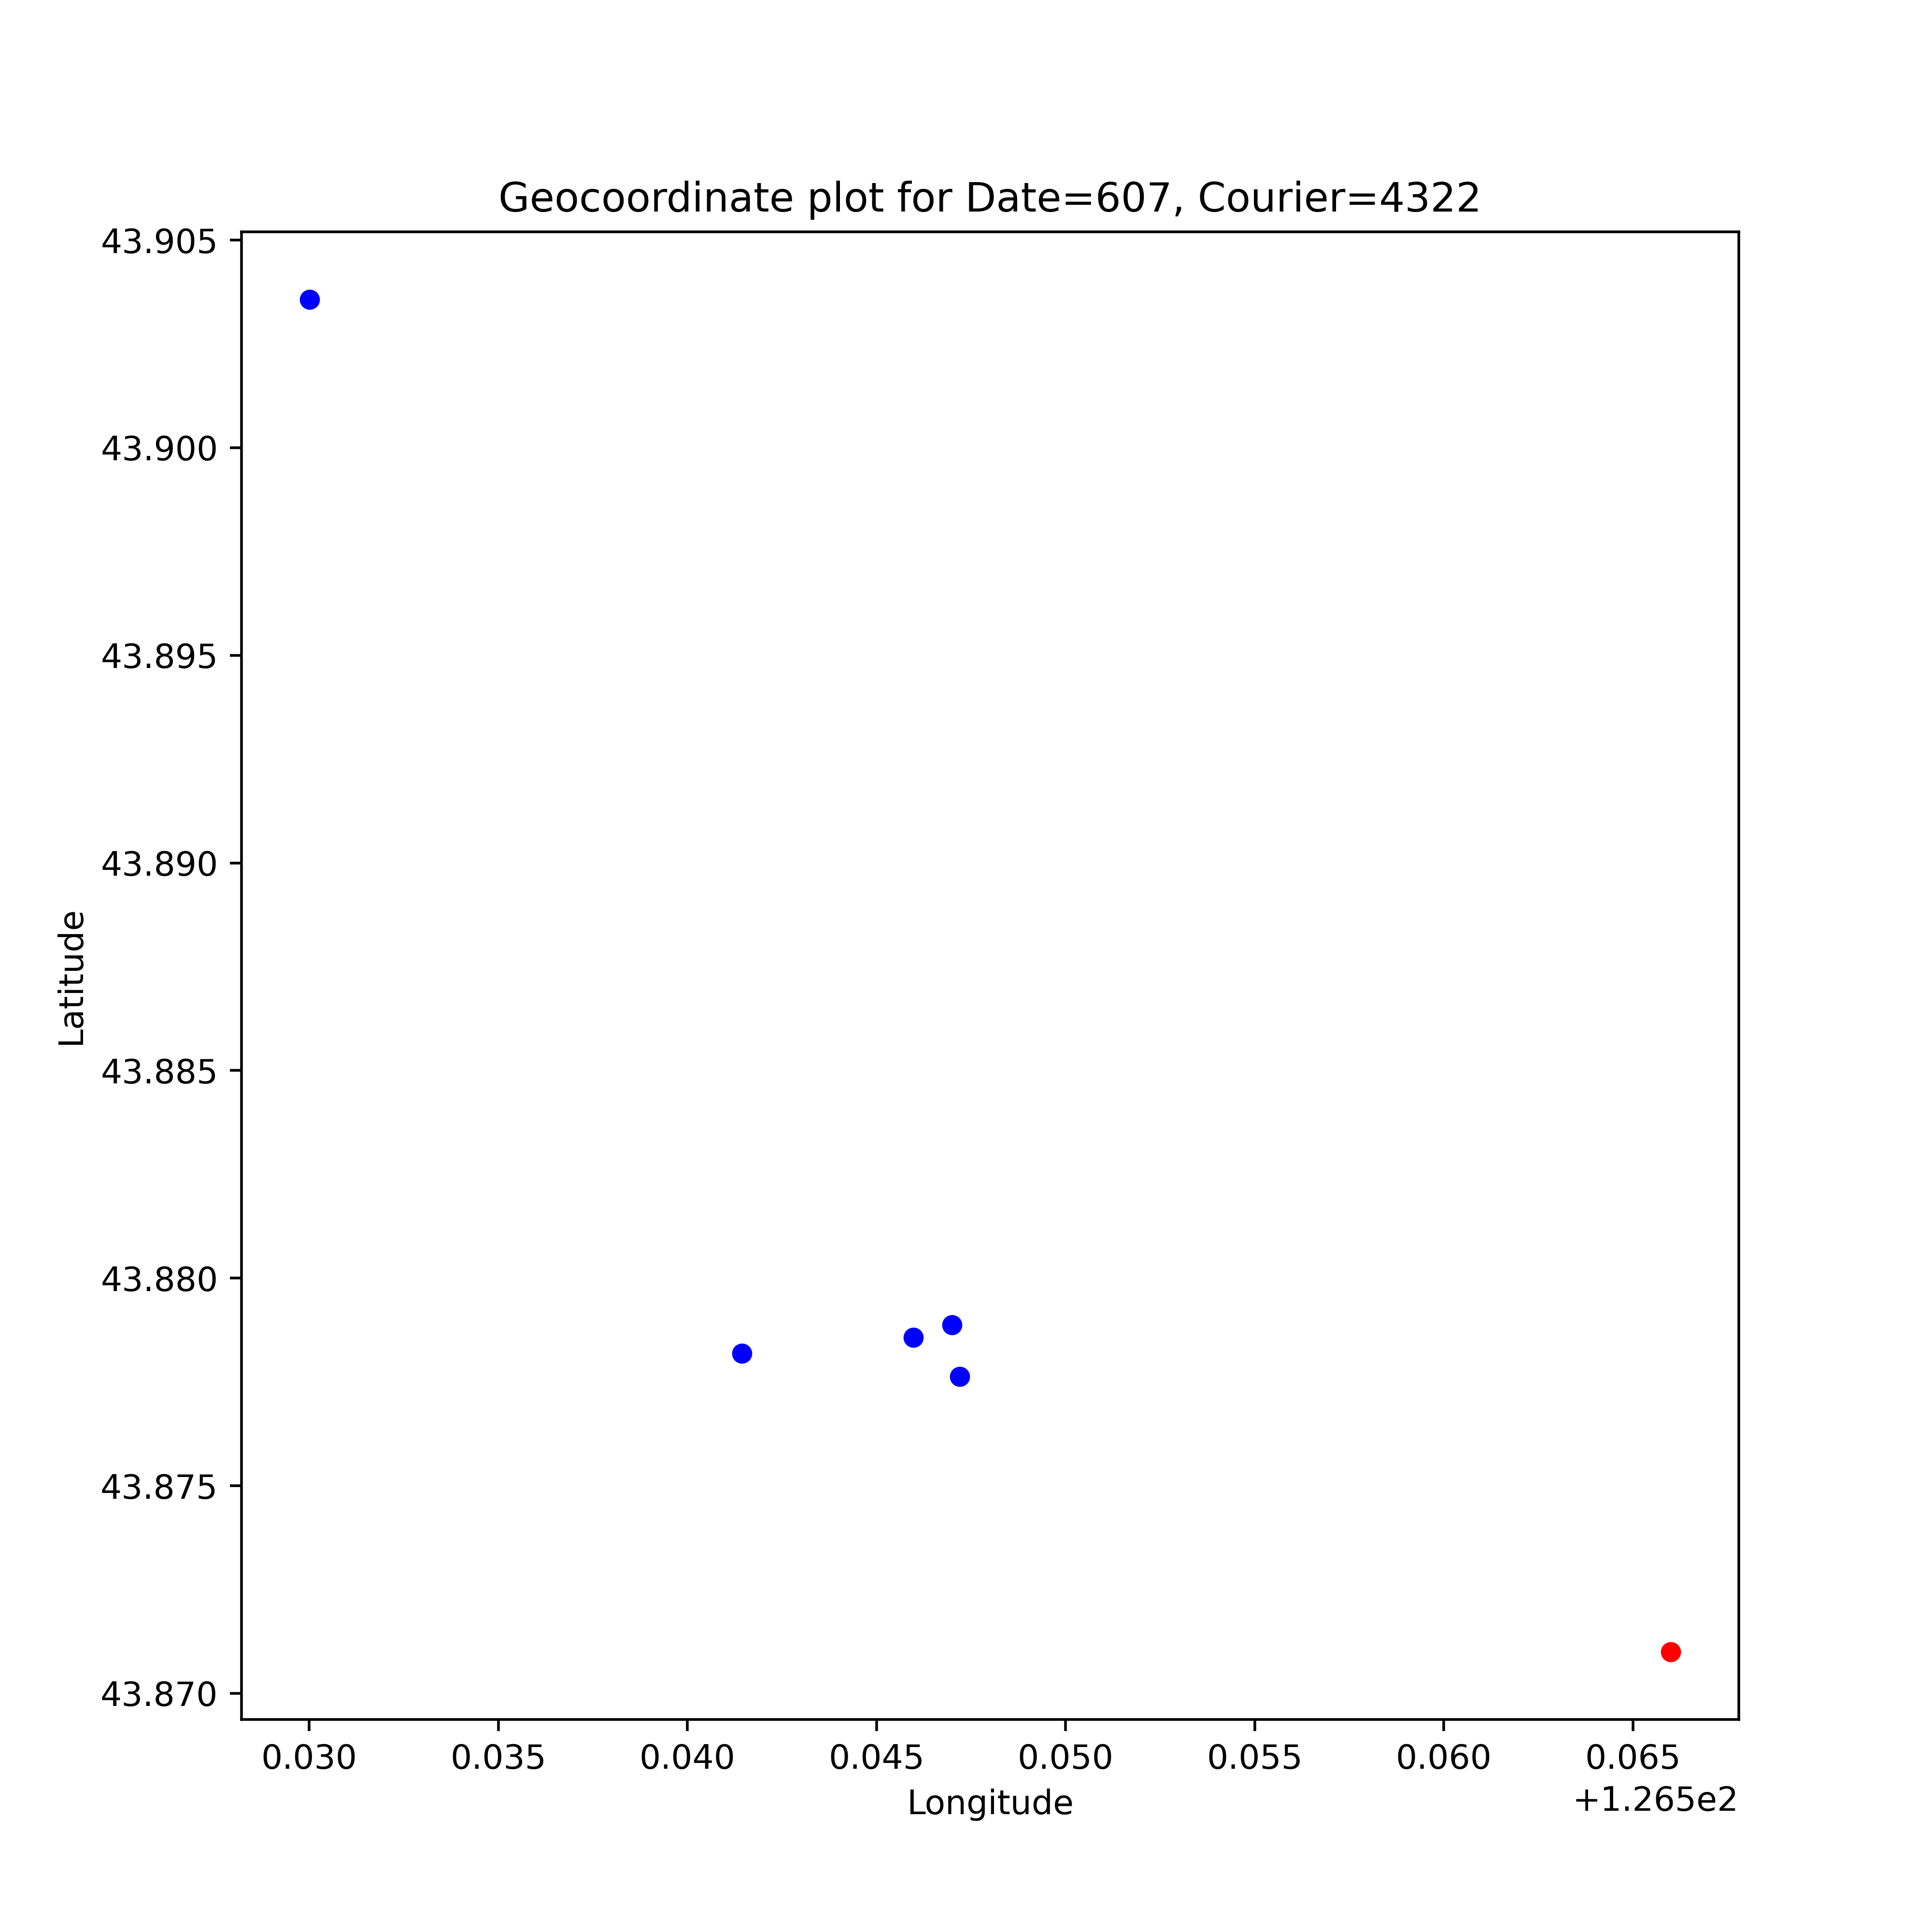 Geocoordinate plot for Date=607, Courier=4322
43.905
43.900
43.895
43.890
43.885
43.880
43.875
43.870
Latitude
0.030 0.035 0.040 0.045 0.050 0.055 0.060 0.065
Longitude
+1.265e2